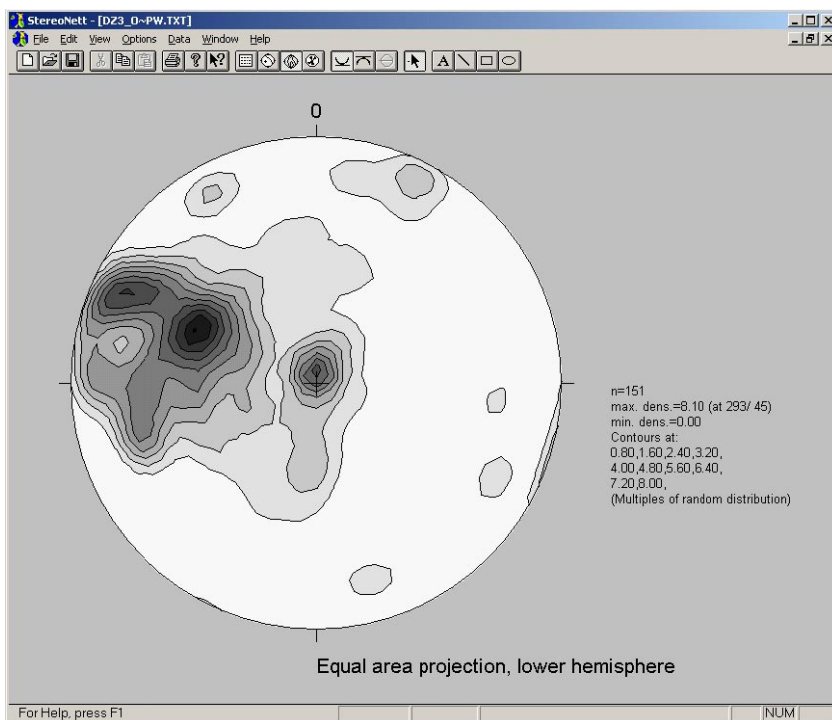 StereoNett - [DZ3_O~PW.TXT]
File Edit View Options Data Window Help
A
0
n=151
max. dens.=8.10 (at 293/ 45)
min. dens.=0.00
Contours at:
0.80,1.60,2.40,3.20,
4.00,4.80,5.60,6.40,
7.20,8.00,
(Multiples of random distribution)
Equal area projection, lower hemisphere
For Help, press F1 NUM